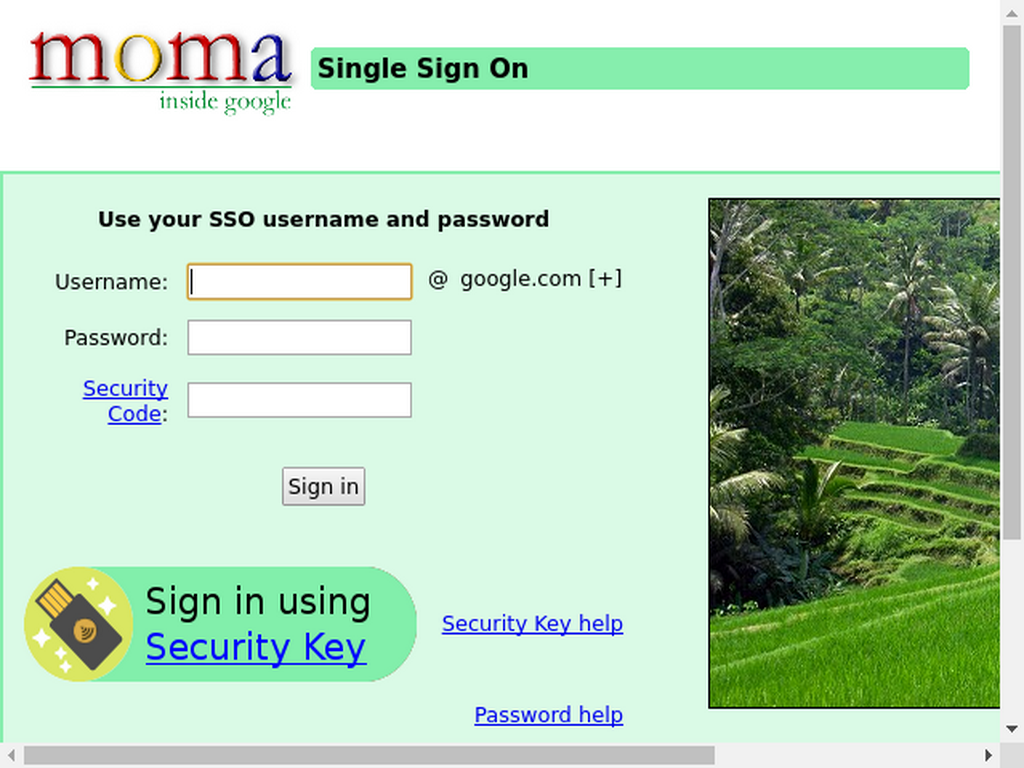 moma
inside google
Single Sign On
Use your SSO username and password
Username:
@ google.com [+]
Password:
Security
Code:
Sign in
Sign in using
Security Key
Security Key help
Password help